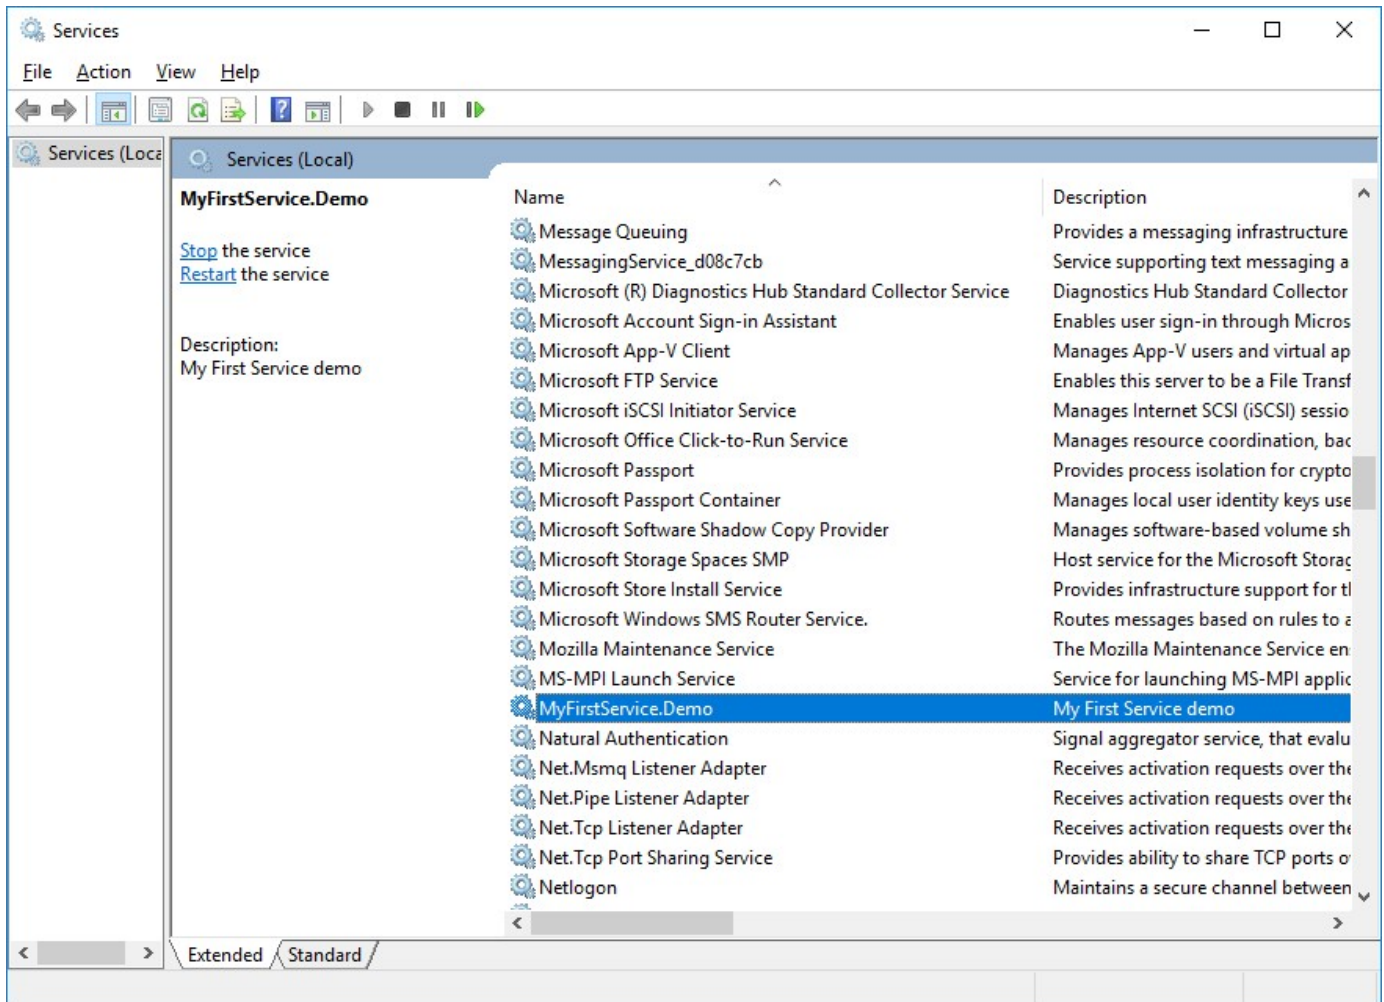 Services
File Action View Help
Services (Loca
Services (Local)
MyFirstService.Demo
Stop the service
Restart the service
Description:
My First Service demo
Name Description
Message Queuing Provides a messaging infrastructure
MessagingService_d08c7cb Service supporting text messaging a
Microsoft (R) Diagnostics Hub Standard Collector Service Diagnostics Hub Standard Collector
Microsoft Account Sign-in Assistant Enables user sign-in through Micros
Microsoft App-V Client Manages App-V users and virtual ap
Microsoft FTP Service Enables this server to be a File Transf
Microsoft iSCSI Initiator Service Manages Internet SCSI (iSCSI) sessio
Microsoft Office Click-to-Run Service Manages resource coordination, bac
Microsoft Passport Provides process isolation for crypto
Microsoft Passport Container Manages local user identity keys use
Microsoft Software Shadow Copy Provider Manages software-based volume sh
Microsoft Storage Spaces SMP Host service for the Microsoft Storag
Microsoft Store Install Service Provides infrastructure support for tl
Microsoft Windows SMS Router Service. Routes messages based on rules to a
Mozilla Maintenance Service The Mozilla Maintenance Service en
MS-MPI Launch Service Service for launching MS-MPI applic
MyFirstService.Demo My First Service demo
Natural Authentication Signal aggregator service, that evalu
Net.Msmq Listener Adapter Receives activation requests over the
Net.Pipe Listener Adapter Receives activation requests over the
Net.Tcp Listener Adapter Receives activation requests over the
Net.Tcp Port Sharing Service Provides ability to share TCP ports o
Netlogon Maintains a secure channel between
Extended Standard